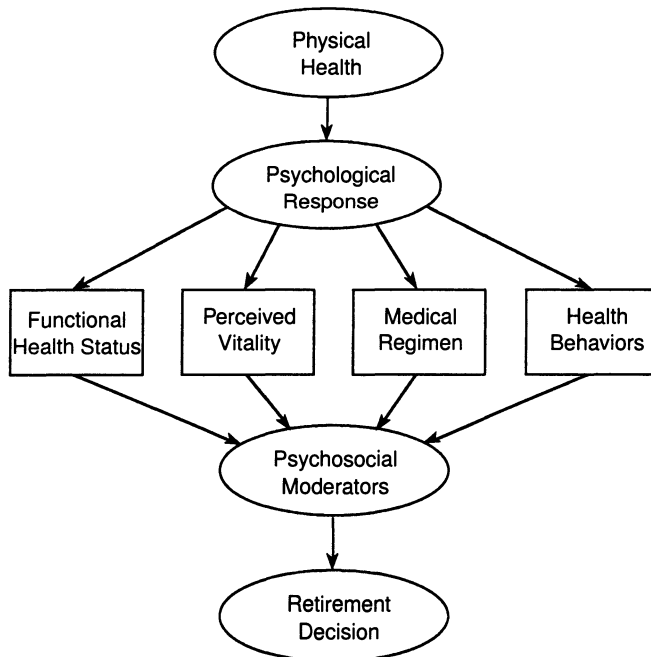 Physical
Health
Psychological
Response
Functional
Health Status
Perceived
Vitality
Medical
Regimen
Health
Behaviors
Psychosocial
Moderators
Retirement
Decision